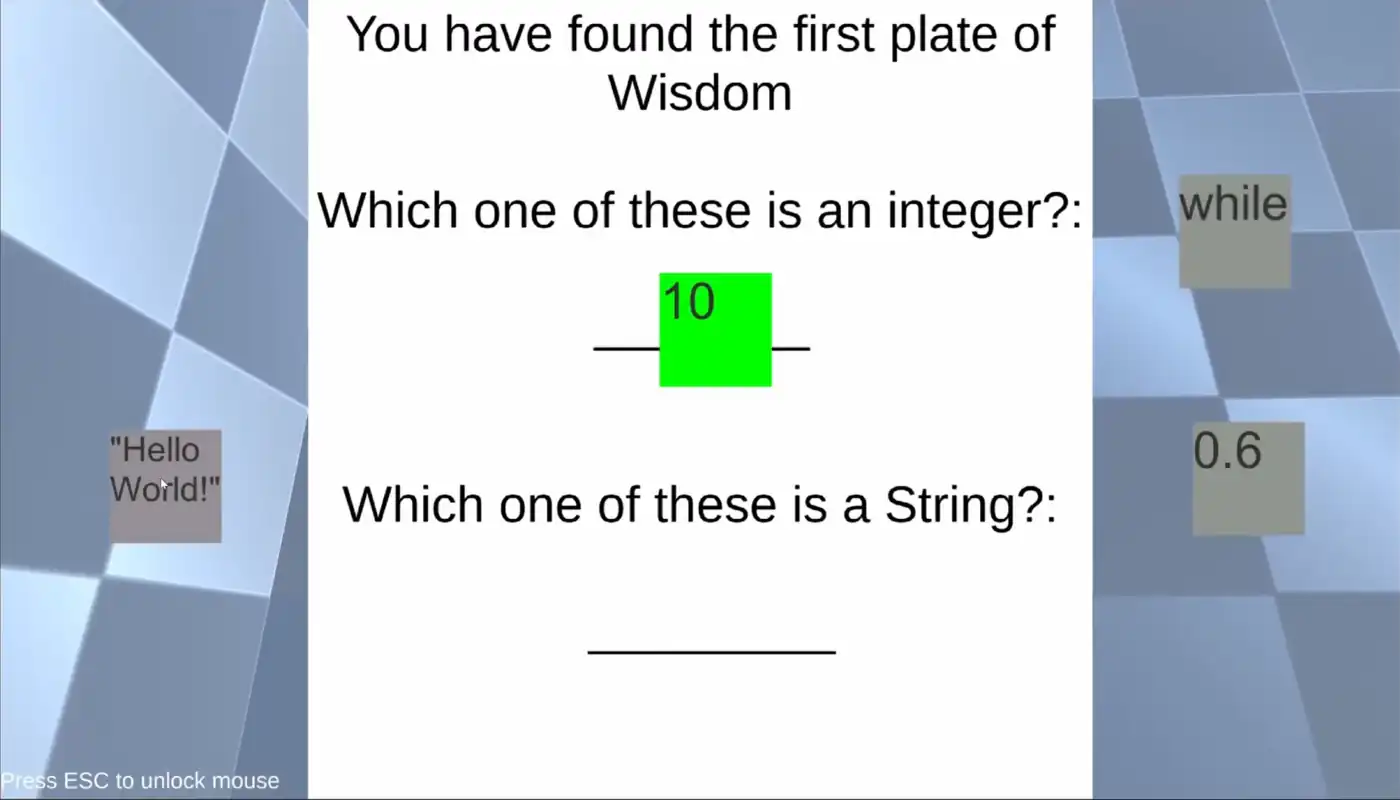 You have found the first plate of
Wisdom
Which one of these is an integer?:
while
10
"Hello
World!"
0.6
Which one of these is a String?:
Press ESC to unlock mouse